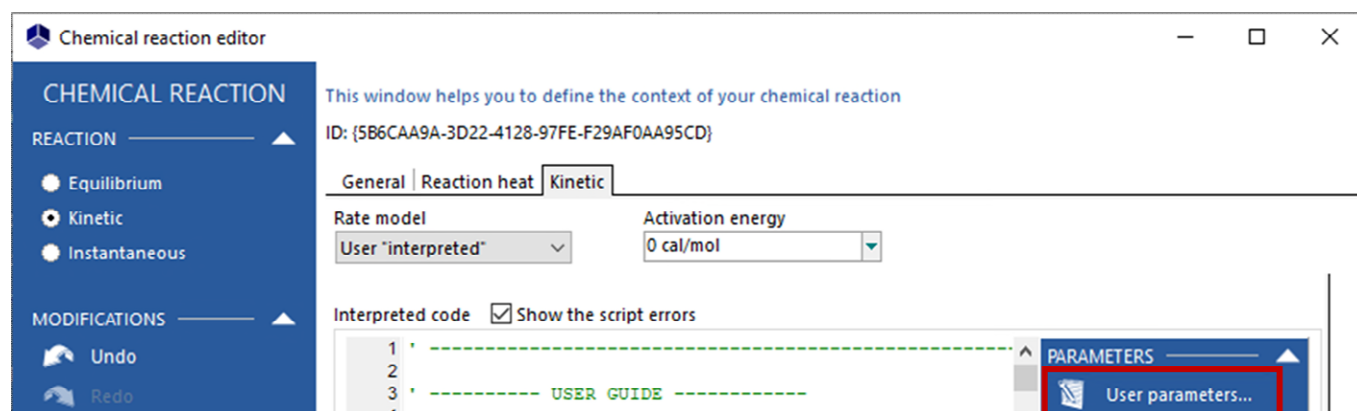 Chemical reaction editor
CHEMICAL REACTION
This window helps you to define the context of your chemical reaction
REACTION
ID: {5B6CAA9A-3D22-4128-97FE-F29AF0AA95CD}
Equilibrium
General Reaction heat Kinetic
Kinetic
Rate model Activation energy
Instantaneous
User "interpreted" 0 cal/mol
MODIFICATIONS
Interpreted code Show the script errors
Undo
1 ' ------------------------------------------------------------
PARAMETERS
2
Redo
3 ' ---------- USER GUIDE ------------
User parameters...